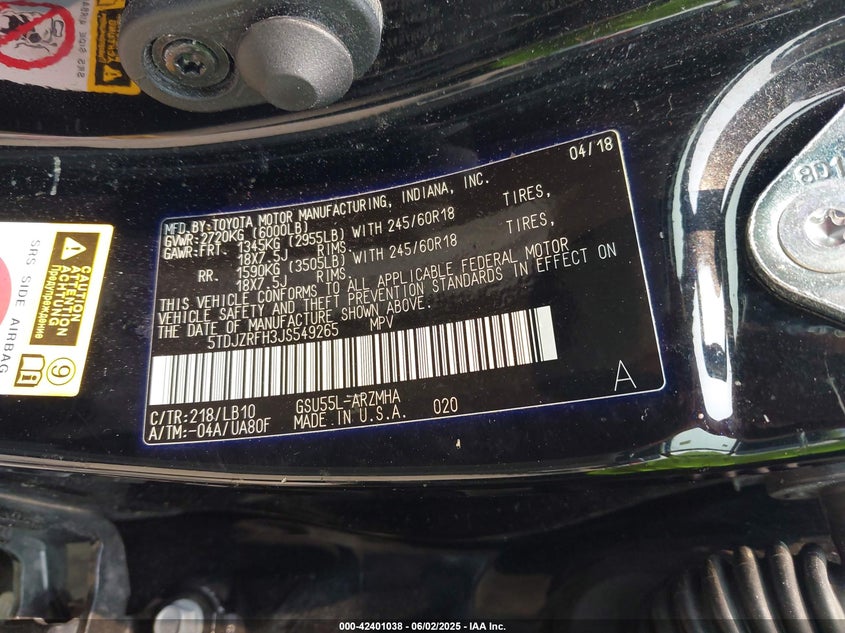 04/18
MFD.BY:TOYOTA MOTOR MANUFACTURING, INDIANA, INC.
GVWR:2720KG (6000LB)
GAWR:FRT. 1345KG (2955LB) WITH 245/60R18 TIRES,
18X7.5J RIMS.
RR. 1590KG (3505LB) WITH 245/60R18 TIRES,
18X7.5J RIMS.
THIS VEHICLE CONFORMS TO ALL APPLICABLE FEDERAL MOTOR
VEHICLE SAFETY AND THEFT PREVENTION STANDARDS IN EFFECT ON
THE DATE OF MANUFACTURE SHOWN ABOVE.
5TDJZRFH3JS549265 MPV
A
C/TR:218/LB10 GSU55L-ARZMHA
A/TM:-04A/UA80F MADE IN U.S.A. 020
SRS SIDE AIRBAG
CAUTION
ATTENTION
ACHTUNG
Предупреждение
9
000-42401038 - 06/02/2025 - IAA Inc.